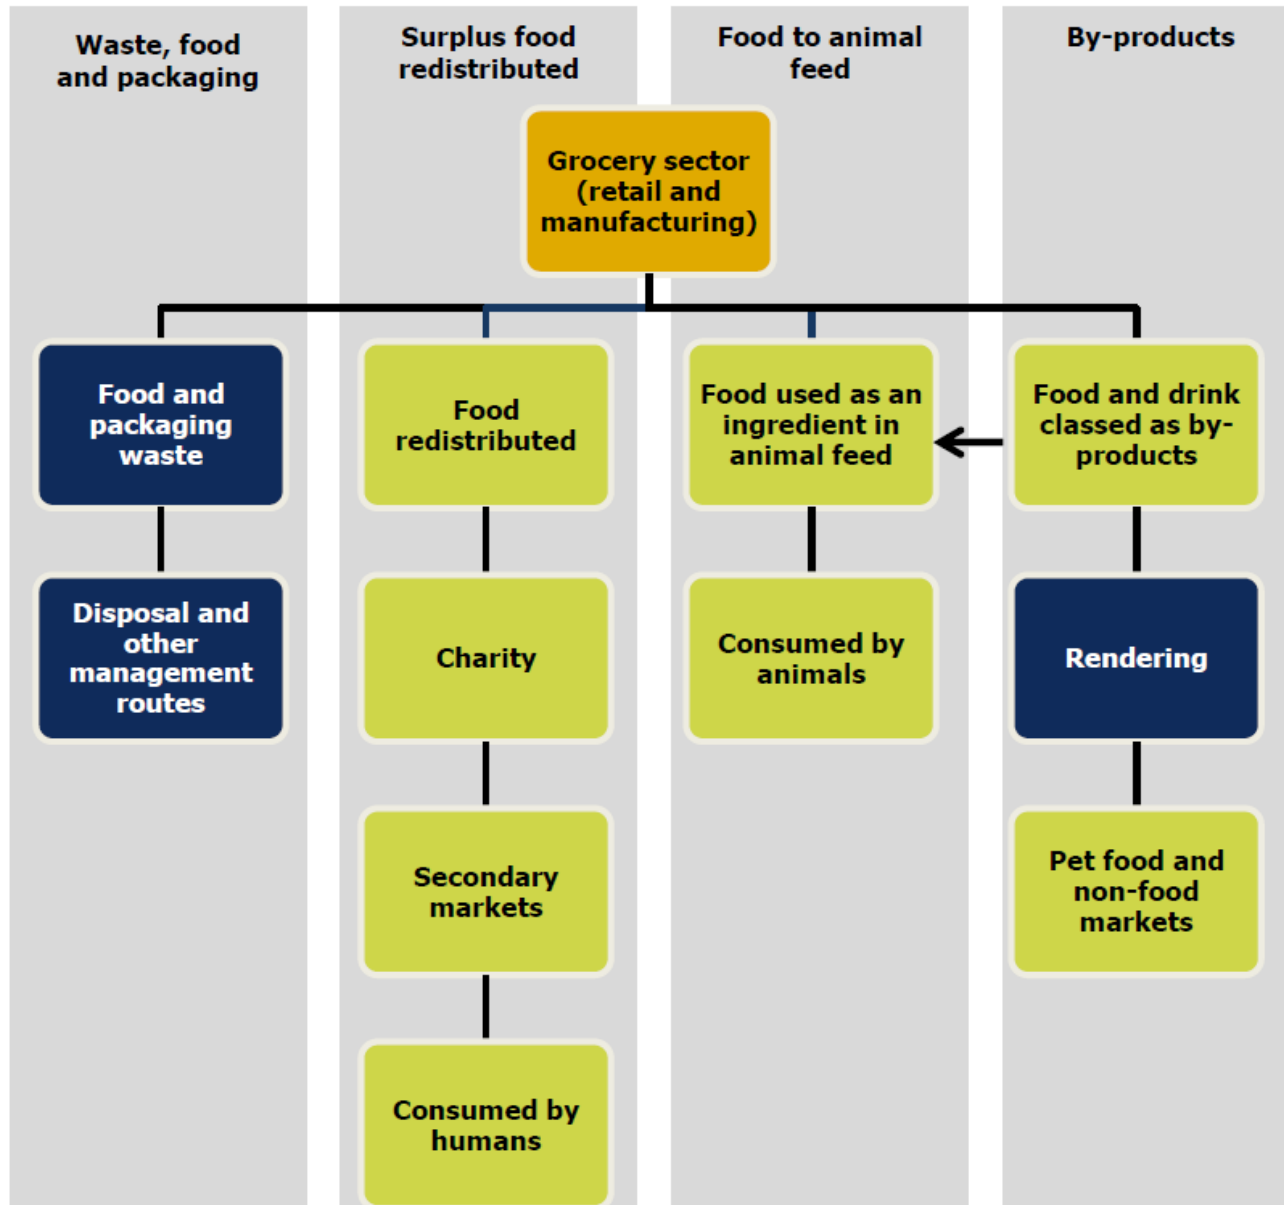 Waste, food
and packaging
Surplus food
redistributed
Food to animal
feed
By-products
Grocery sector
(retail and
manufacturing)
Food and
packaging
waste
Food
redistributed
Food used as an
ingredient in
animal feed
Food and drink
classed as by-
products
Disposal and
other
management
routes
Charity
Consumed by
animals
Rendering
Secondary
markets
Pet food and
non-food
markets
Consumed by
humans